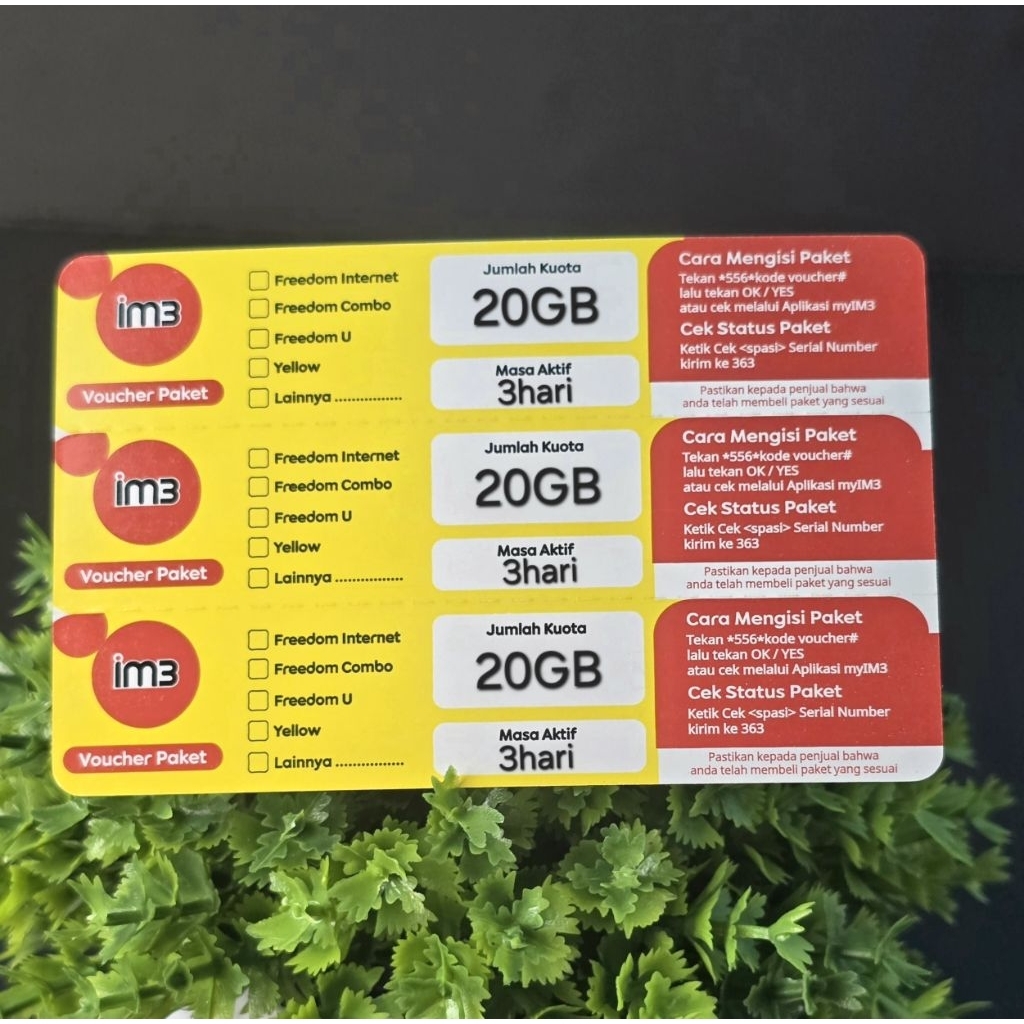 im3
Voucher Paket
Freedom Internet
Freedom Combo
Freedom U
Yellow
Lainnya ................
Jumlah Kuota
20GB
Masa Aktif
3hari
Cara Mengisi Paket
Tekan *556*kode voucher#
lalu tekan OK / YES
atau cek melalui Aplikasi myIM3
Cek Status Paket
Ketik Cek <spasi> Serial Number
kirim ke 363
Pastikan kepada penjual bahwa
anda telah membeli paket yang sesuai
im3
Voucher Paket
Freedom Internet
Freedom Combo
Freedom U
Yellow
Lainnya ................
Jumlah Kuota
20GB
Masa Aktif
3hari
Cara Mengisi Paket
Tekan *556*kode voucher#
lalu tekan OK / YES
atau cek melalui Aplikasi myIM3
Cek Status Paket
Ketik Cek <spasi> Serial Number
kirim ke 363
Pastikan kepada penjual bahwa
anda telah membeli paket yang sesuai
im3
Voucher Paket
Freedom Internet
Freedom Combo
Freedom U
Yellow
Lainnya ................
Jumlah Kuota
20GB
Masa Aktif
3hari
Cara Mengisi Paket
Tekan *556*kode voucher#
lalu tekan OK / YES
atau cek melalui Aplikasi myIM3
Cek Status Paket
Ketik Cek <spasi> Serial Number
kirim ke 363
Pastikan kepada penjual bahwa
anda telah membeli paket yang sesuai